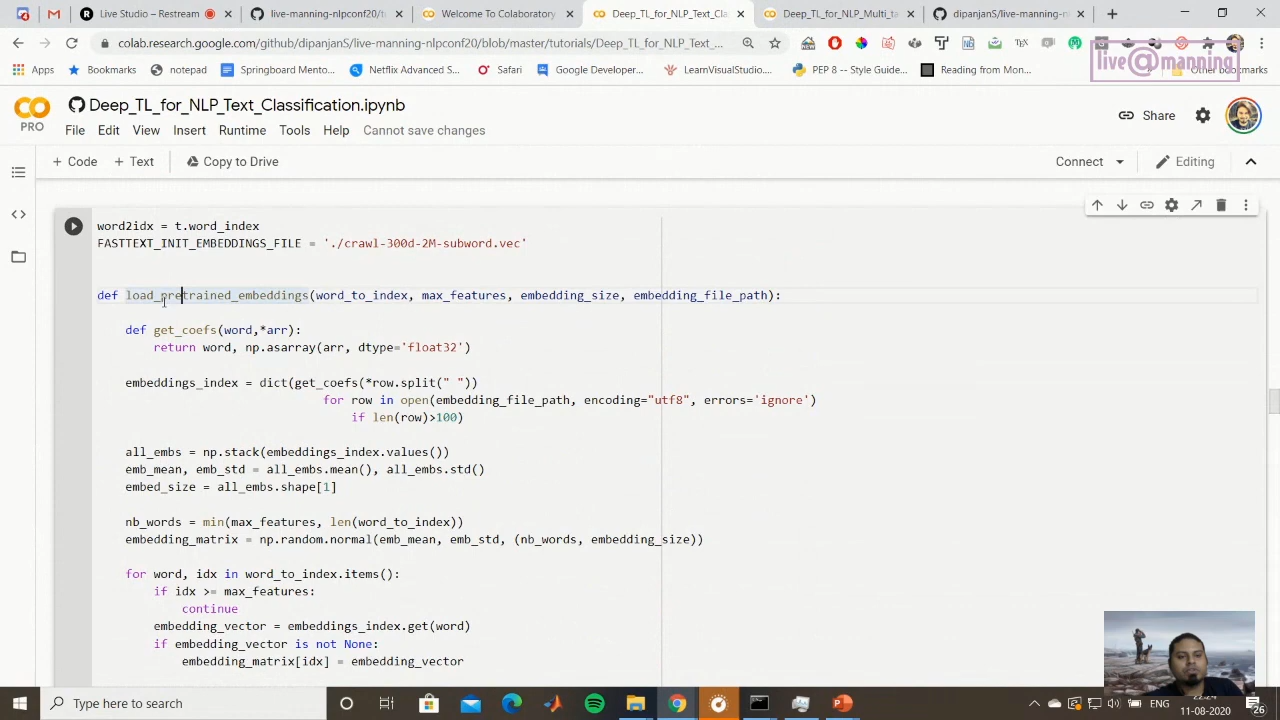 Live Studio - Restream
live-manning-nlpconf20/t
Welcome To Colaboratory
Deep_TL_for_NLP_Text_Cl
Deep_TL_for_NLP_Multi_ta
dipanjanS/live-manning-nl
colab.research.google.com/github/dipanjanS/live-manning-nlpconf20/blob/master/tutorials/Deep_TL_for_NLP_Text_...
Apps
Bookmarks
notepad
Springboard Mento...
Netflix Advanced S...
Safari
Google Developer...
LearnVisualStudio...
PEP 8 -- Style Guide...
Reading from Mon...
Other bookmarks
live@manning
Deep_TL_for_NLP_Text_Classification.ipynb
PRO
File Edit View Insert Runtime Tools Help Cannot save changes
Share
+ Code + Text Copy to Drive
Connect
Editing
word2idx = t.word_index
FASTTEXT_INIT_EMBEDDINGS_FILE = './crawl-300d-2M-subword.vec'
def load_pretrained_embeddings(word_to_index, max_features, embedding_size, embedding_file_path):
def get_coefs(word,*arr):
return word, np.asarray(arr, dtype='float32')
embeddings_index = dict(get_coefs(*row.split(" "))
for row in open(embedding_file_path, encoding="utf8", errors='ignore')
if len(row)>100)
all_embs = np.stack(embeddings_index.values())
emb_mean, emb_std = all_embs.mean(), all_embs.std()
embed_size = all_embs.shape[1]
nb_words = min(max_features, len(word_to_index))
embedding_matrix = np.random.normal(emb_mean, emb_std, (nb_words, embedding_size))
for word, idx in word_to_index.items():
if idx >= max_features:
continue
embedding_vector = embeddings_index.get(word)
if embedding_vector is not None:
embedding_matrix[idx] = embedding_vector
Type here to search
ENG
22:24
11-08-2020
26